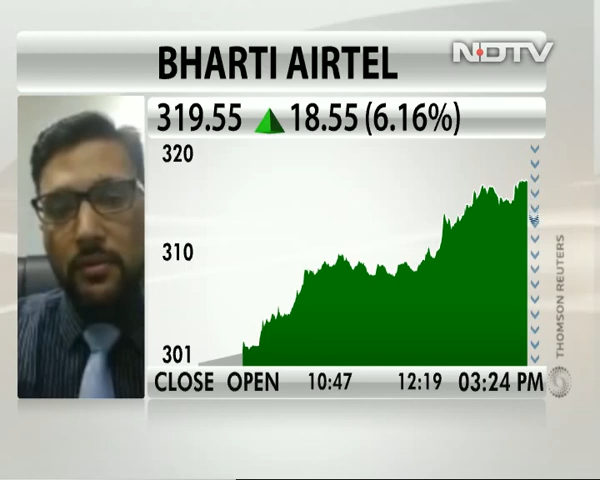 BHARTI AIRTEL
NDTV
319.55 ▲ 18.55 (6.16%)
320
310
301
CLOSE OPEN 10:47 12:19 03:24 PM
THOMSON REUTERS